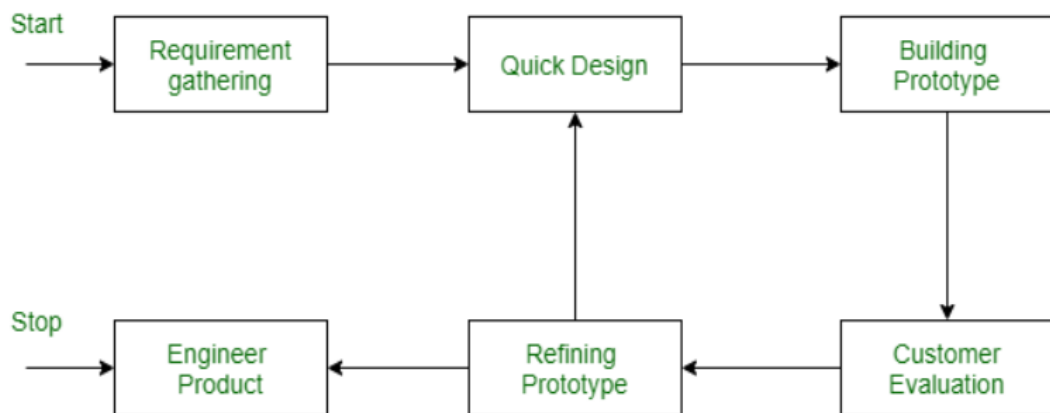 Start
Requirement
gathering
Quick Design
Building
Prototype
Stop
Engineer
Product
Refining
Prototype
Customer
Evaluation